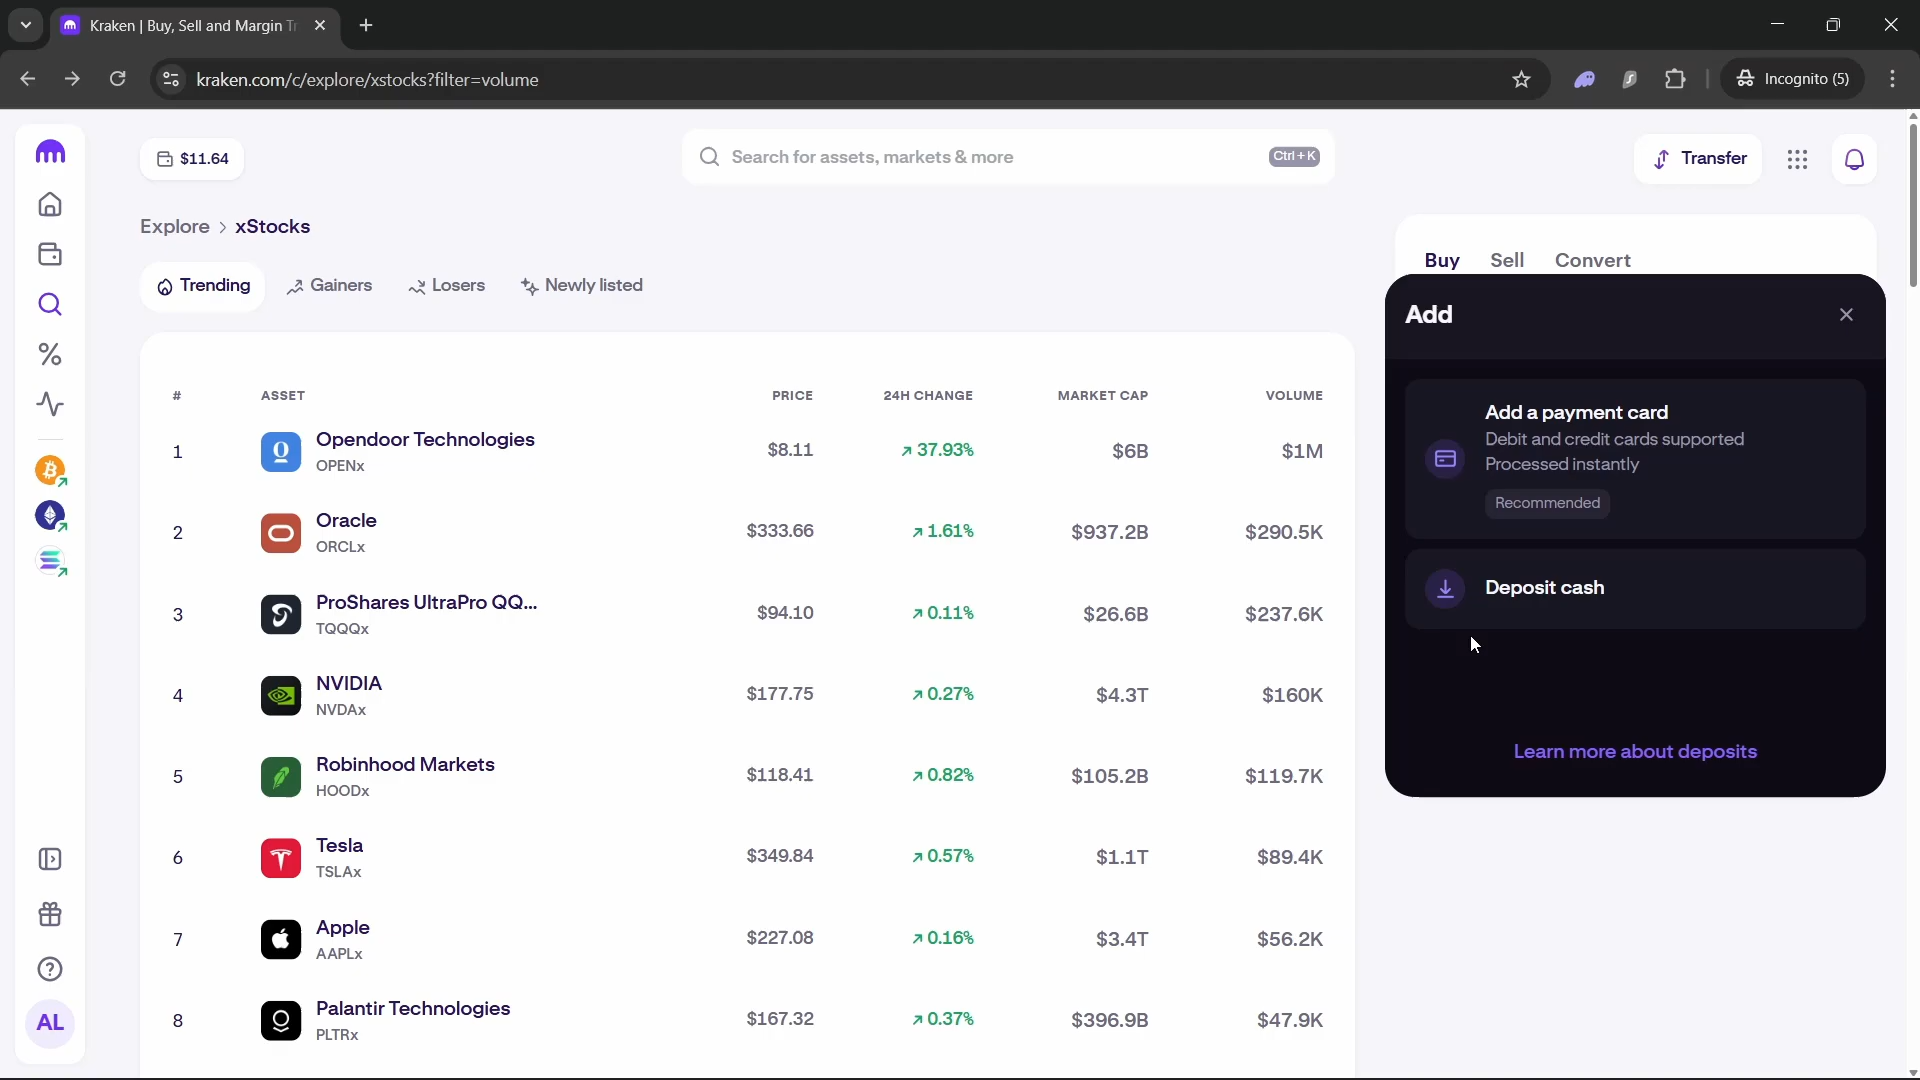 Kraken | Buy, Sell and Margin Tr
kraken.com/c/explore/xstocks?filter=volume
Incognito (5)
$11.64
Search for assets, markets & more
Ctrl+K
Transfer
Explore > xStocks
Trending
Gainers
Losers
Newly listed
# ASSET PRICE 24H CHANGE MARKET CAP VOLUME
1 Opendoor Technologies $8.11 37.93% $6B $1M
OPENx
2 Oracle $333.66 1.61% $937.2B $290.5K
ORCLx
3 ProShares UltraPro QQ... $94.10 0.11% $26.6B $237.6K
TQQQx
4 NVIDIA $177.75 0.27% $4.3T $160K
NVDAx
5 Robinhood Markets $118.41 0.82% $105.2B $119.7K
HOODx
6 Tesla $349.84 0.57% $1.1T $89.4K
TSLAx
7 Apple $227.08 0.16% $3.4T $56.2K
AAPLx
8 Palantir Technologies $167.32 0.37% $396.9B $47.9K
PLTRx
Buy Sell Convert
Add
Add a payment card
Debit and credit cards supported
Processed instantly
Recommended
Deposit cash
Learn more about deposits
AL